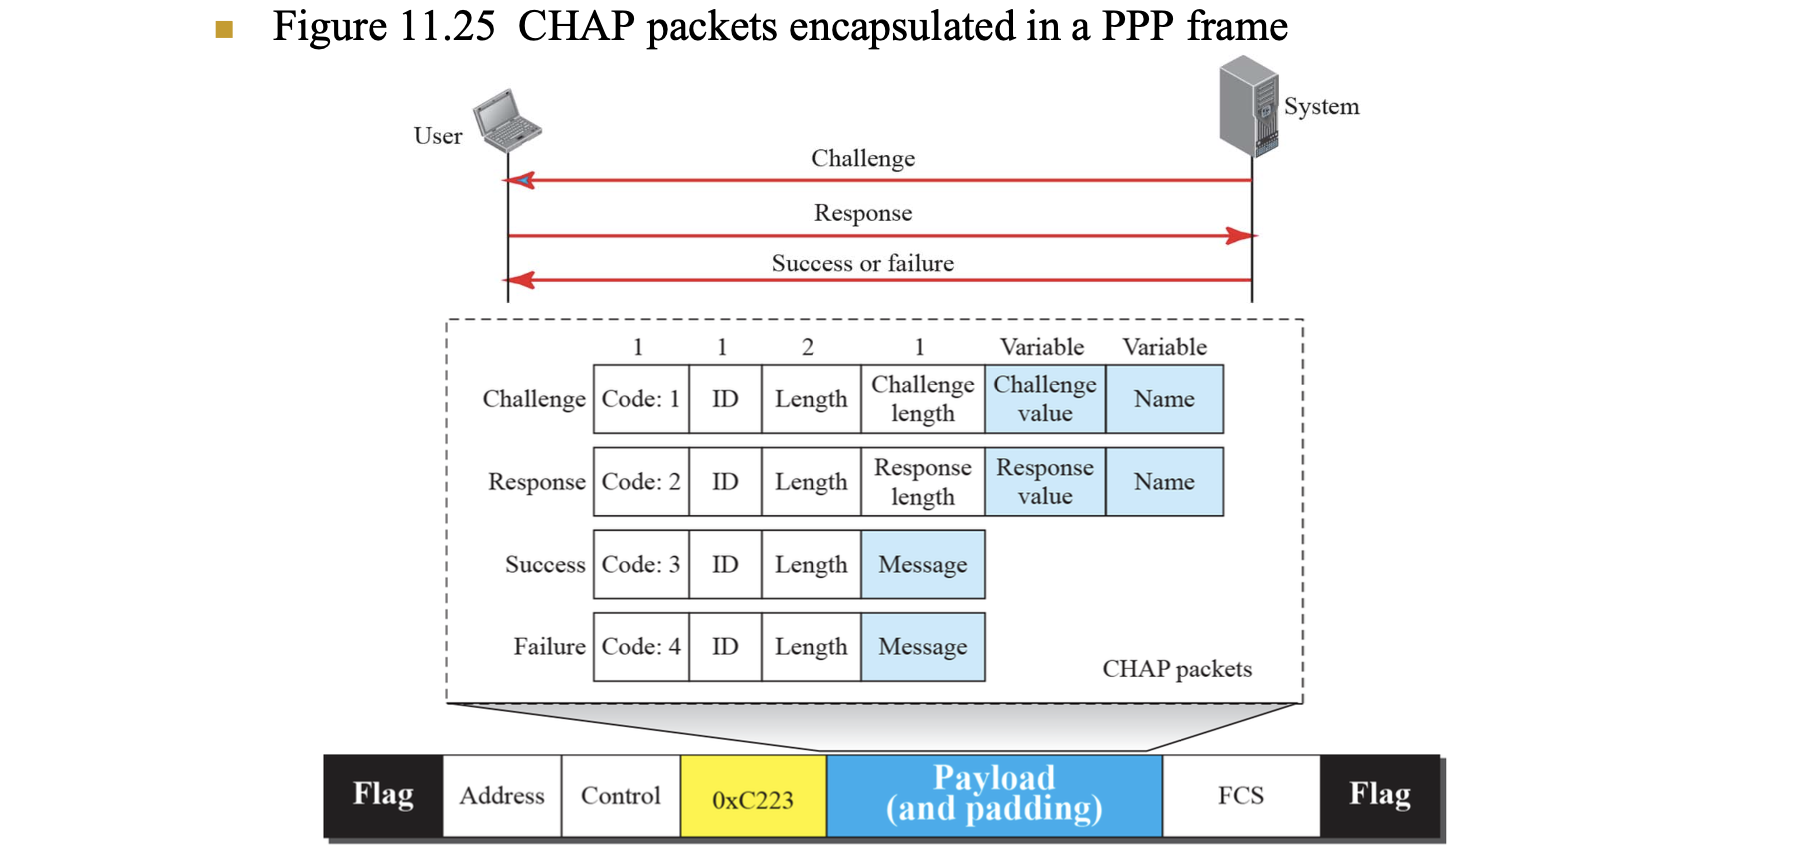 Figure 11.25 CHAP packets encapsulated in a PPP frame
User
System
Challenge
Response
Success or failure
1 1 2 1 Variable Variable
Challenge Code: 1 ID Length Challenge length Challenge value Name
Response Code: 2 ID Length Response length Response value Name
Success Code: 3 ID Length Message
Failure Code: 4 ID Length Message
CHAP packets
Flag Address Control 0xC223 Payload (and padding) FCS Flag